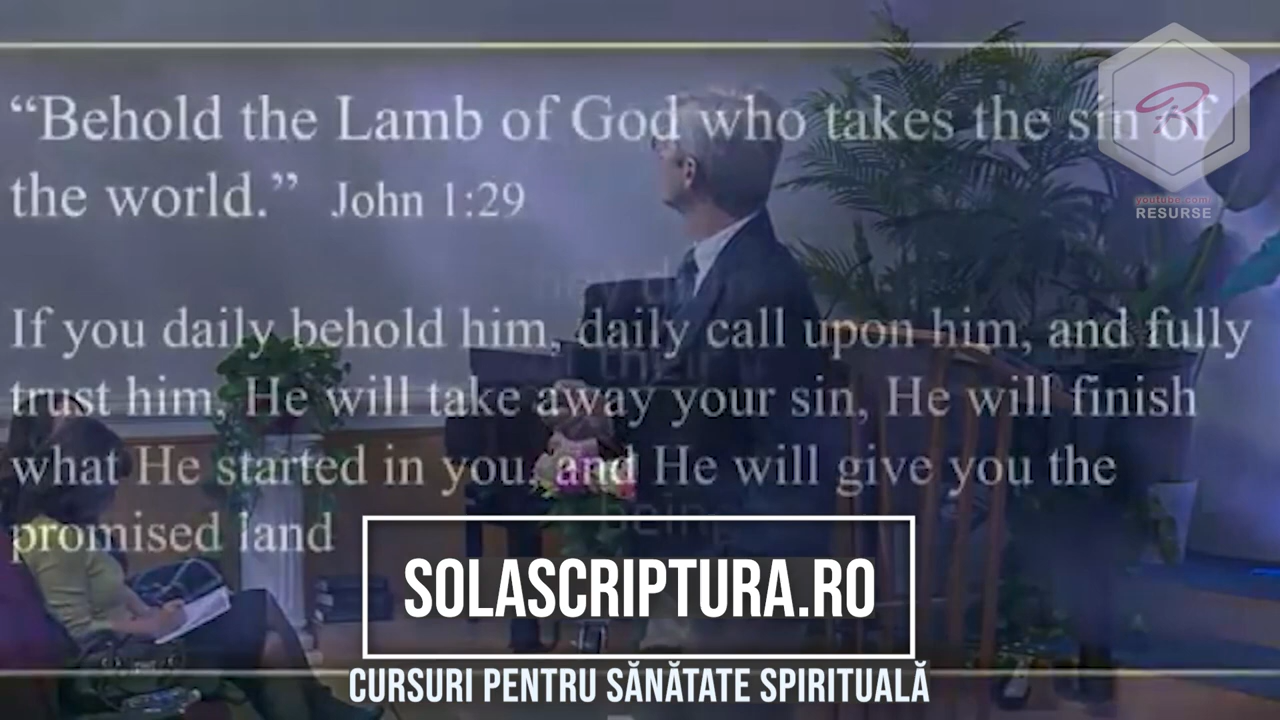 “Behold the Lamb of God who takes the sin of
the world.” John 1:29
If you daily behold him, daily call upon him, and fully
trust him, He will take away your sin, He will finish
what He started in you, and He will give you the
promised land
youtube.com/
RESURSE
SOLASCRIPTURA.RO
CURSURI PENTRU SĂNĂTATE SPIRITUALĂ